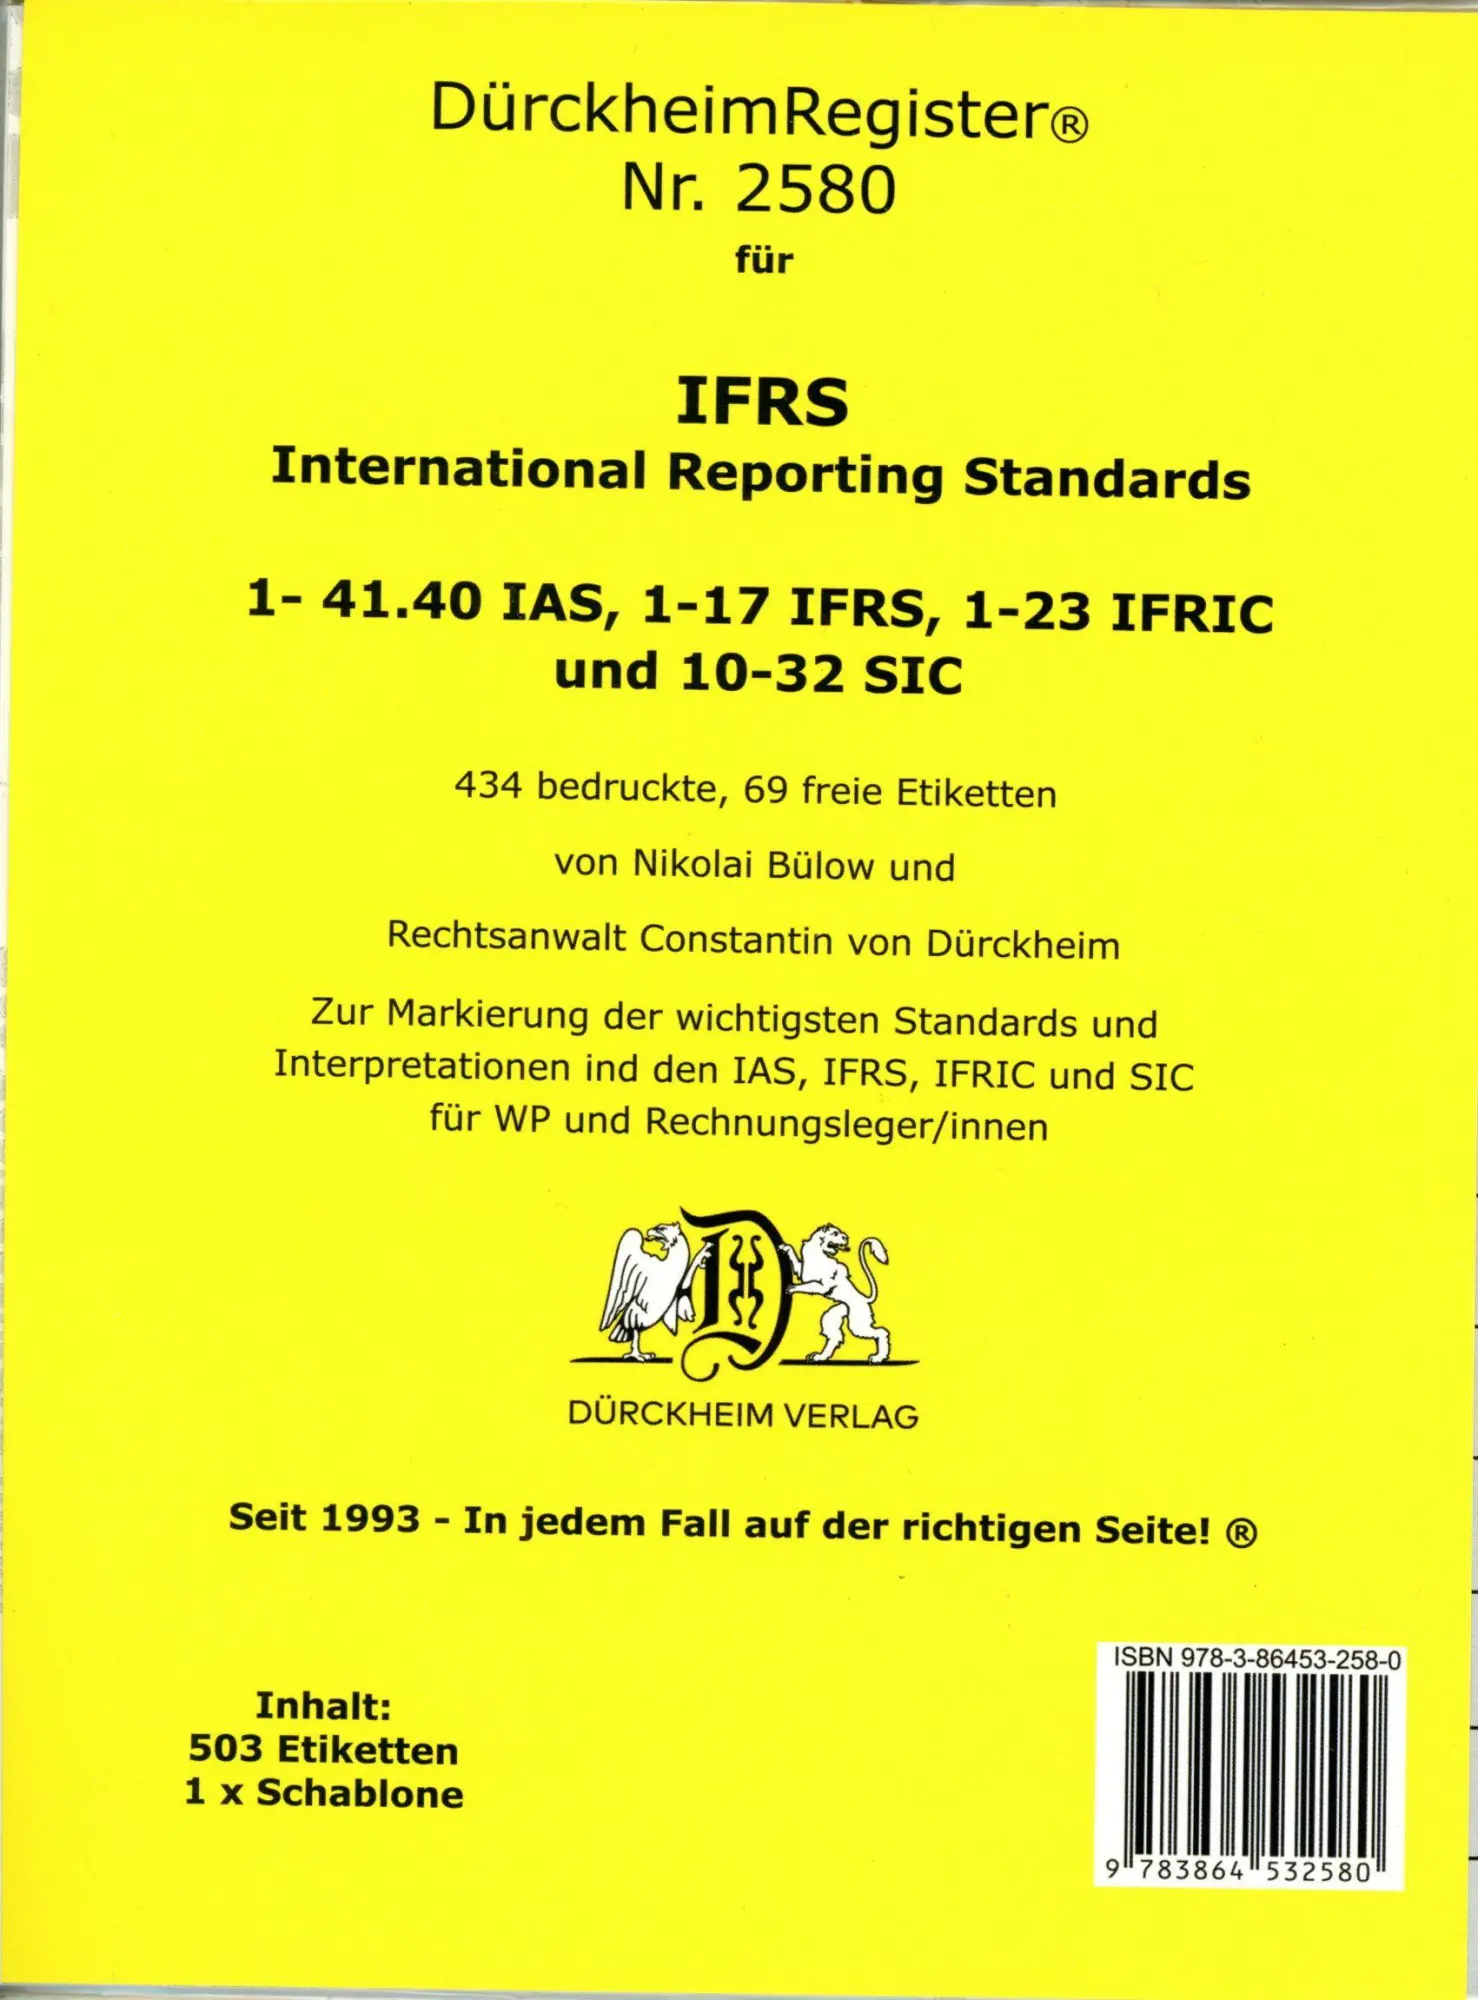 DürckheimRegister®
Nr. 2580
für
IFRS
International Reporting Standards
1- 41.40 IAS, 1-17 IFRS, 1-23 IFRIC
und 10-32 SIC
434 bedruckte, 69 freie Etiketten
von Nikolai Bülow und
Rechtsanwalt Constantin von Dürckheim
Zur Markierung der wichtigsten Standards und
Interpretationen ind den IAS, IFRS, IFRIC und SIC
für WP und Rechnungsleger/innen
D
DÜRCKHEIM VERLAG
Seit 1993 - In jedem Fall auf der richtigen Seite! ®
Inhalt:
503 Etiketten
1 x Schablone
ISBN 978-3-86453-258-0
9 783864 532580